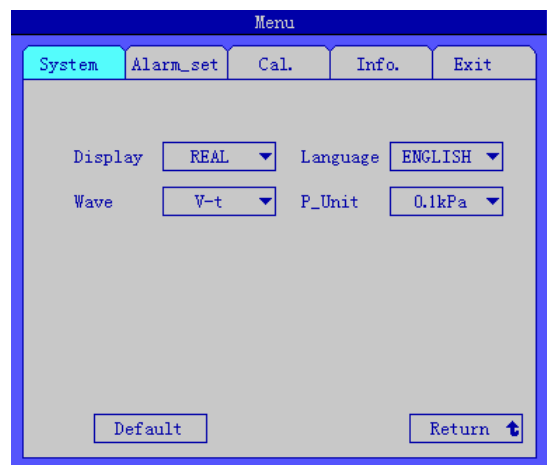 Menu
System Alarm_set Cal. Info. Exit
Display REAL Language ENGLISH
Wave V-t P_Unit 0.1kPa
Default Return